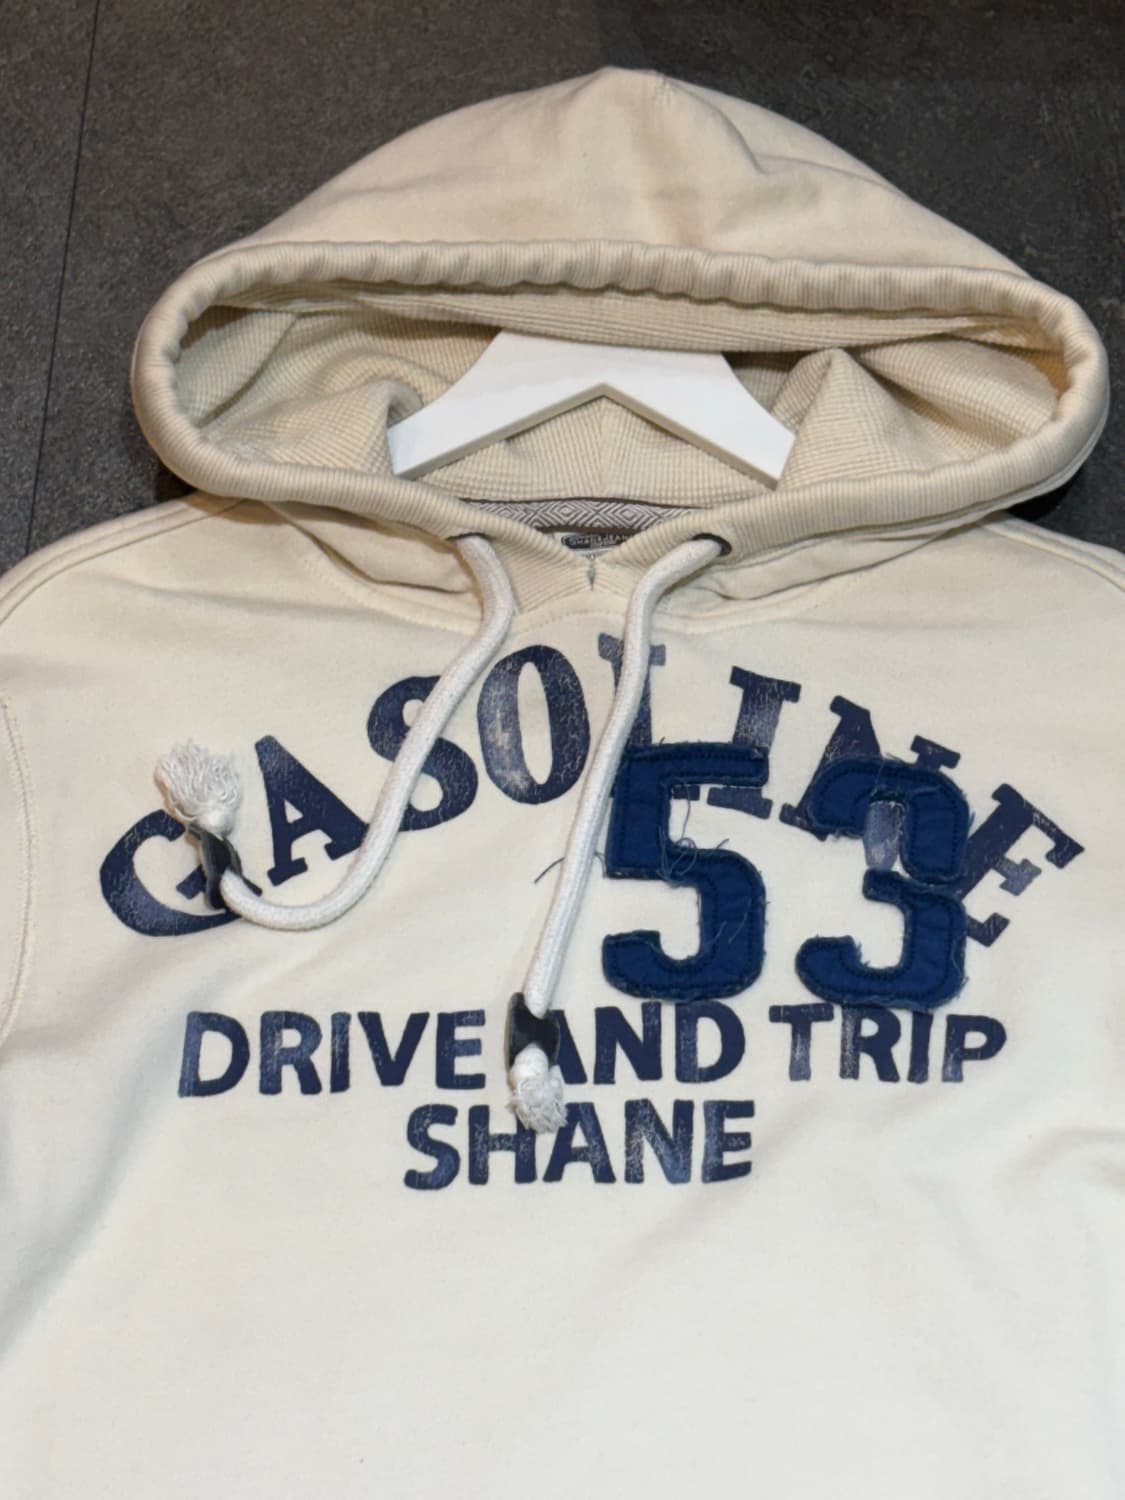 GASOLINE
53
DRIVE AND TRIP
SHANE